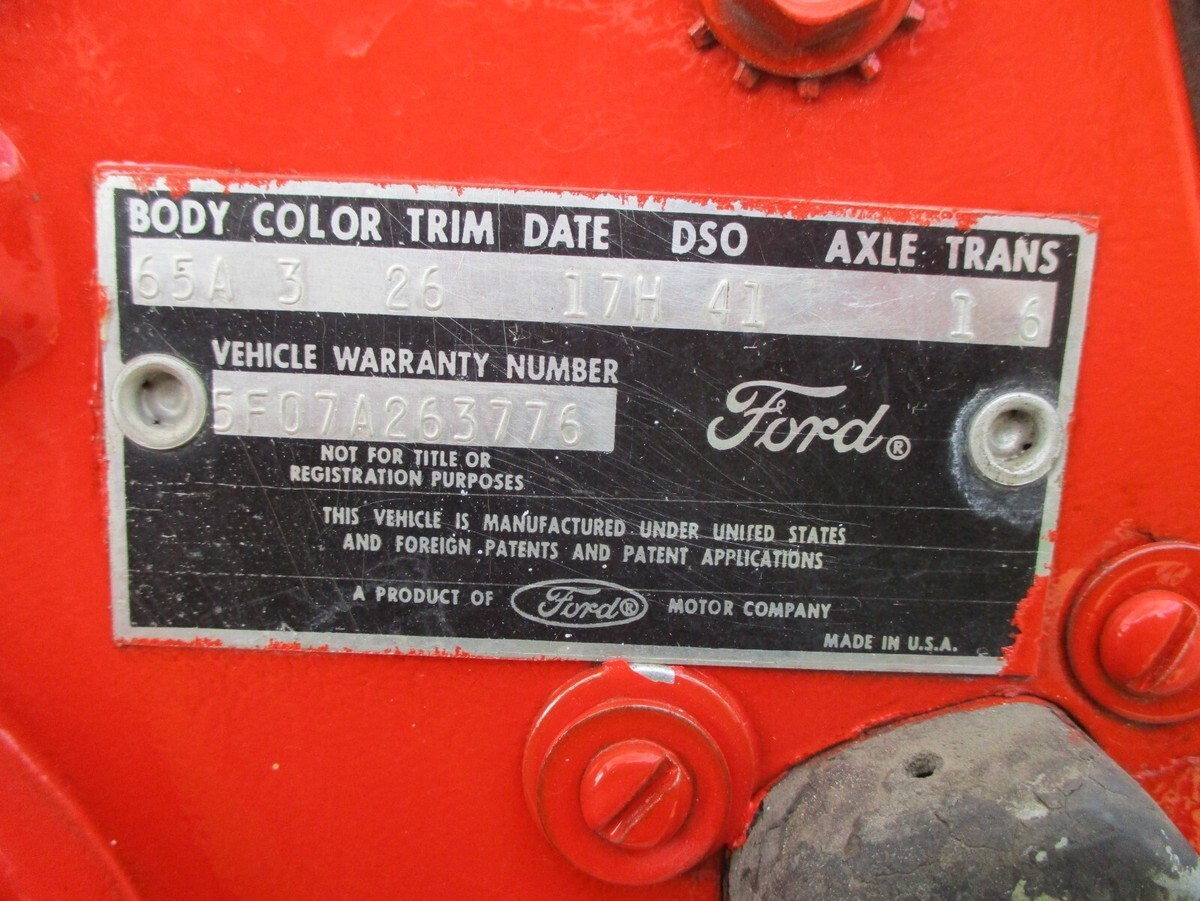 BODY COLOR TRIM DATE DSO AXLE TRANS
65A 3 26 17H 41 1 6
VEHICLE WARRANTY NUMBER
5F07A263776
Ford®
NOT FOR TITLE OR
REGISTRATION PURPOSES
THIS VEHICLE IS MANUFACTURED UNDER UNITED STATES
AND FOREIGN PATENTS AND PATENT APPLICATIONS
A PRODUCT OF Ford® MOTOR COMPANY
MADE IN U.S.A.